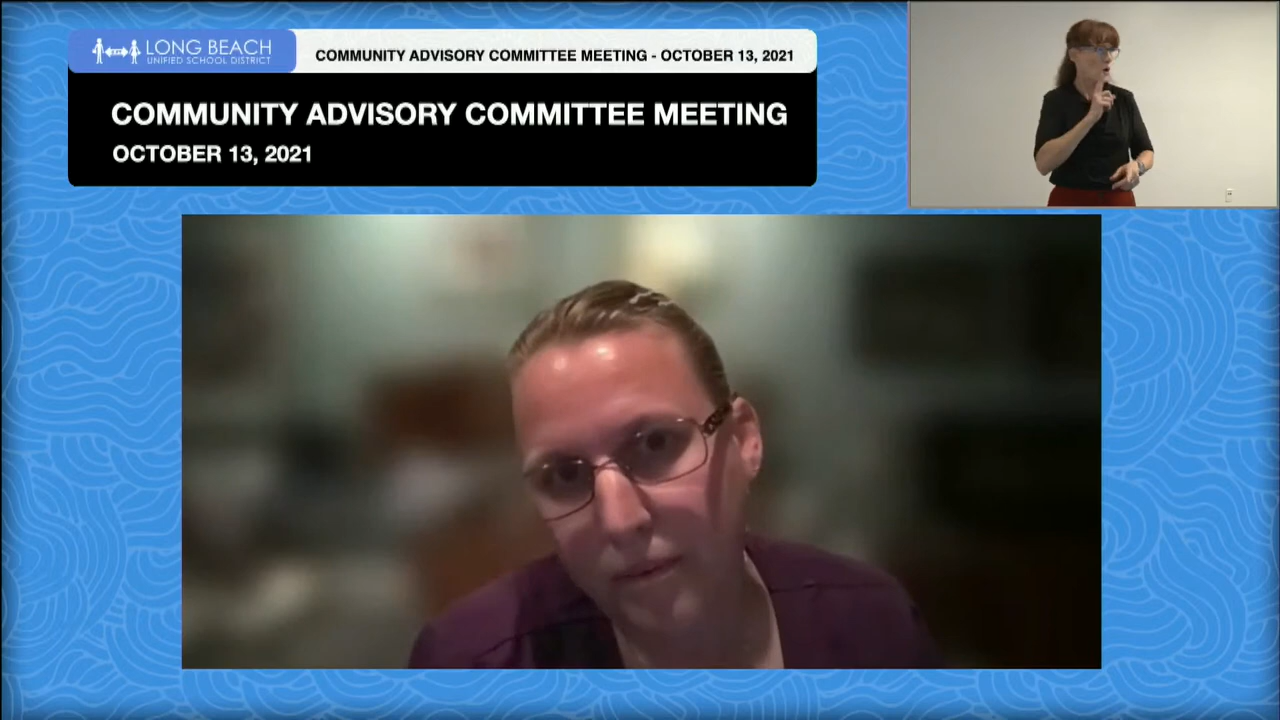 LONG BEACH
UNIFIED SCHOOL DISTRICT
COMMUNITY ADVISORY COMMITTEE MEETING - OCTOBER 13, 2021
COMMUNITY ADVISORY COMMITTEE MEETING
OCTOBER 13, 2021